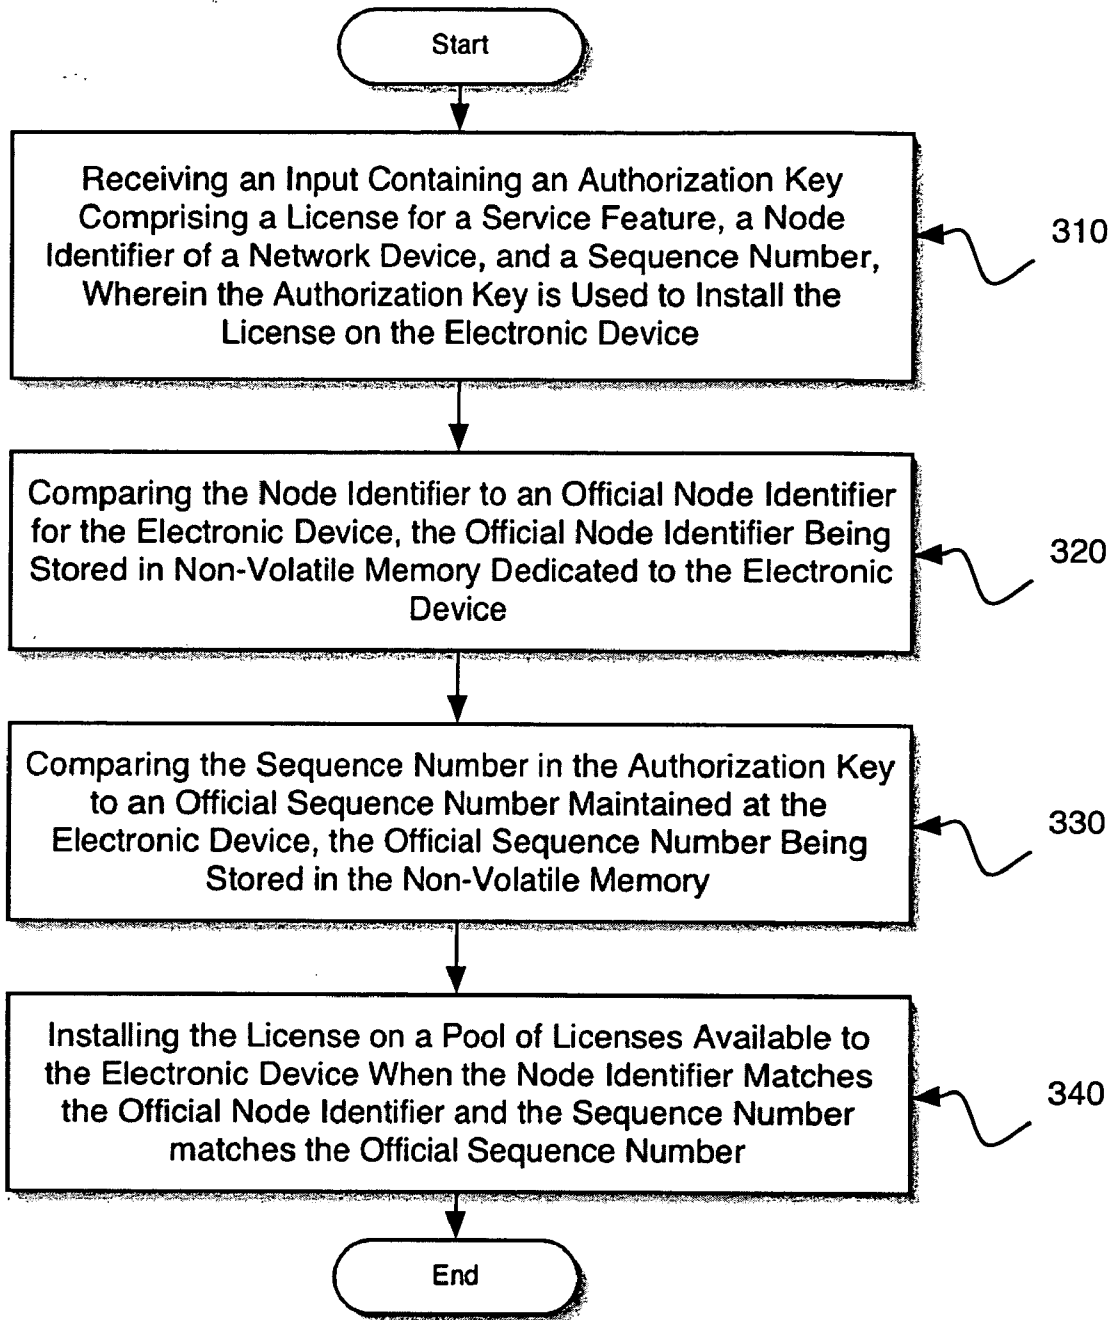 Start
Receiving an Input Containing an Authorization Key
Comprising a License for a Service Feature, a Node
Identifier of a Network Device, and a Sequence Number,
Wherein the Authorization Key is Used to Install the
License on the Electronic Device
310
Comparing the Node Identifier to an Official Node Identifier
for the Electronic Device, the Official Node Identifier Being
Stored in Non-Volatile Memory Dedicated to the Electronic
Device
320
Comparing the Sequence Number in the Authorization Key
to an Official Sequence Number Maintained at the
Electronic Device, the Official Sequence Number Being
Stored in the Non-Volatile Memory
330
Installing the License on a Pool of Licenses Available to
the Electronic Device When the Node Identifier Matches
the Official Node Identifier and the Sequence Number
matches the Official Sequence Number
340
End